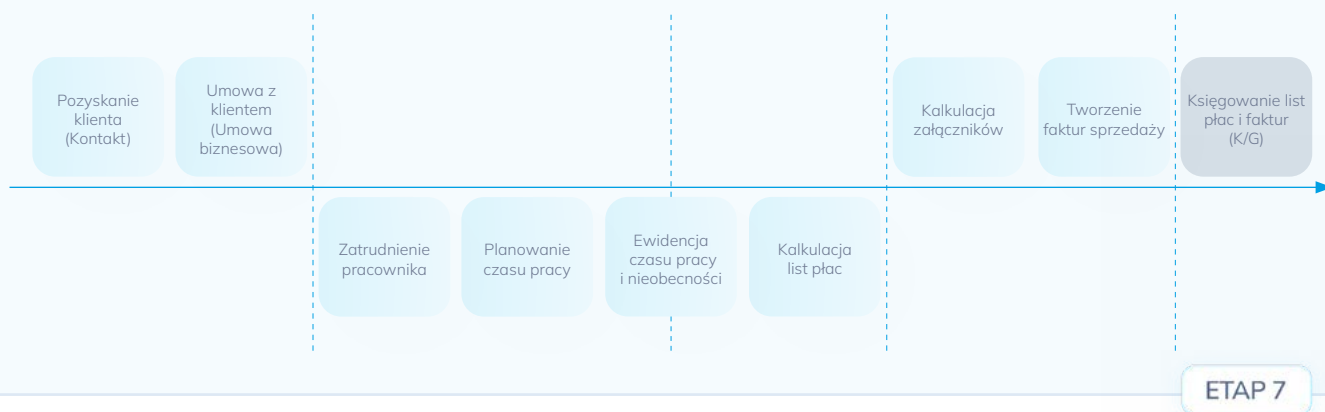 Pozyskanie
klienta
(Kontakt)
Umowa z
klientem
(Umowa
biznesowa)
Zatrudnienie
pracownika
Planowanie
czasu pracy
Ewidencja
czasu pracy
i nieobecności
Kalkulacja
list płac
Kalkulacja
załączników
Tworzenie
faktur sprzedaży
Księgowanie list
płac i faktur
(K/G)
ETAP 7